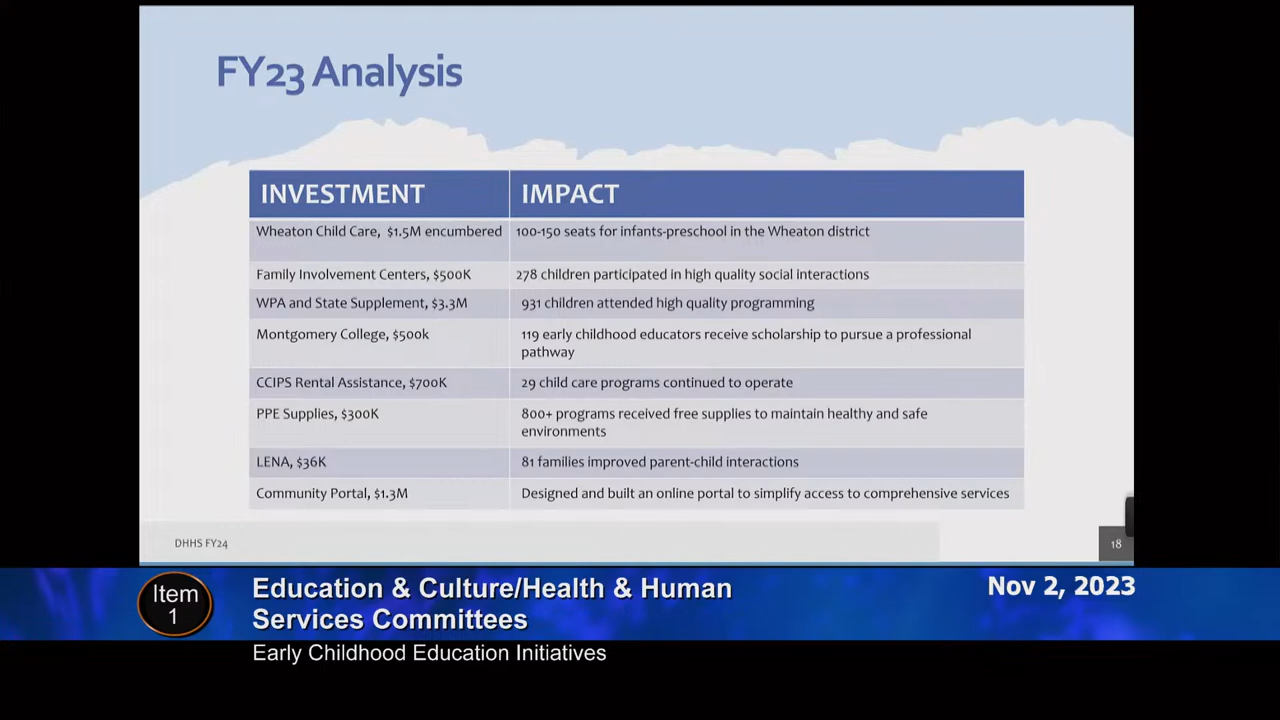 FY23 Analysis
INVESTMENT
IMPACT
Wheaton Child Care, $1.5M encumbered
100-150 seats for infants-preschool in the Wheaton district
Family Involvement Centers, $500K
278 children participated in high quality social interactions
WPA and State Supplement, $3.3M
931 children attended high quality programming
Montgomery College, $500k
119 early childhood educators receive scholarship to pursue a professional
pathway
CCIPS Rental Assistance, $700K
29 child care programs continued to operate
PPE Supplies, $300K
800+ programs received free supplies to maintain healthy and safe
environments
LENA, $36K
81 families improved parent-child interactions
Community Portal, $1.3M
Designed and built an online portal to simplify access to comprehensive services
DHHS FY24
18
Item
1
Education & Culture/Health & Human
Services Committees
Nov 2, 2023
Early Childhood Education Initiatives